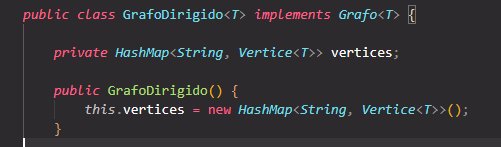 public class GrafoDirigido<T> implements Grafo<T> {
private HashMap<String, Vertice<T>> vertices;
public GrafoDirigido() {
this.vertices = new HashMap<String, Vertice<T>>();
}